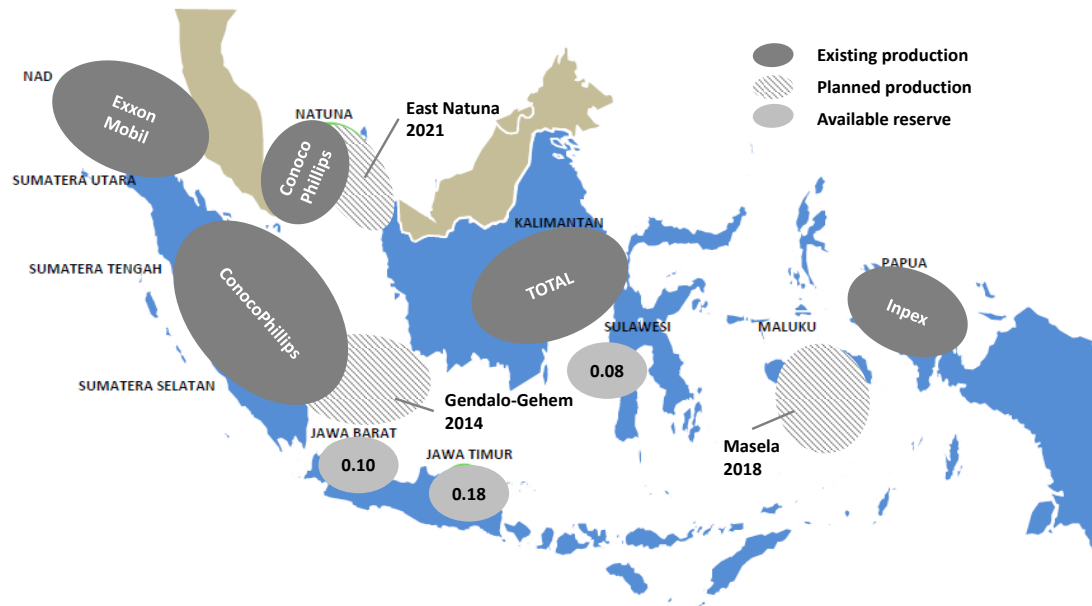 Existing production
Planned production
Available reserve
NAD
Exxon
Mobil
NATUNA
East Natuna
2021
Conoco
Phillips
SUMATERA UTARA
KALIMANTAN
SUMATERA TENGAH
ConocoPhillips
TOTAL
PAPUA
Inpex
SULAWESI
MALUKU
0.08
SUMATERA SELATAN
Gendalo-Gehem
2014
Masela
2018
JAWA BARAT
0.10
JAWA TIMUR
0.18